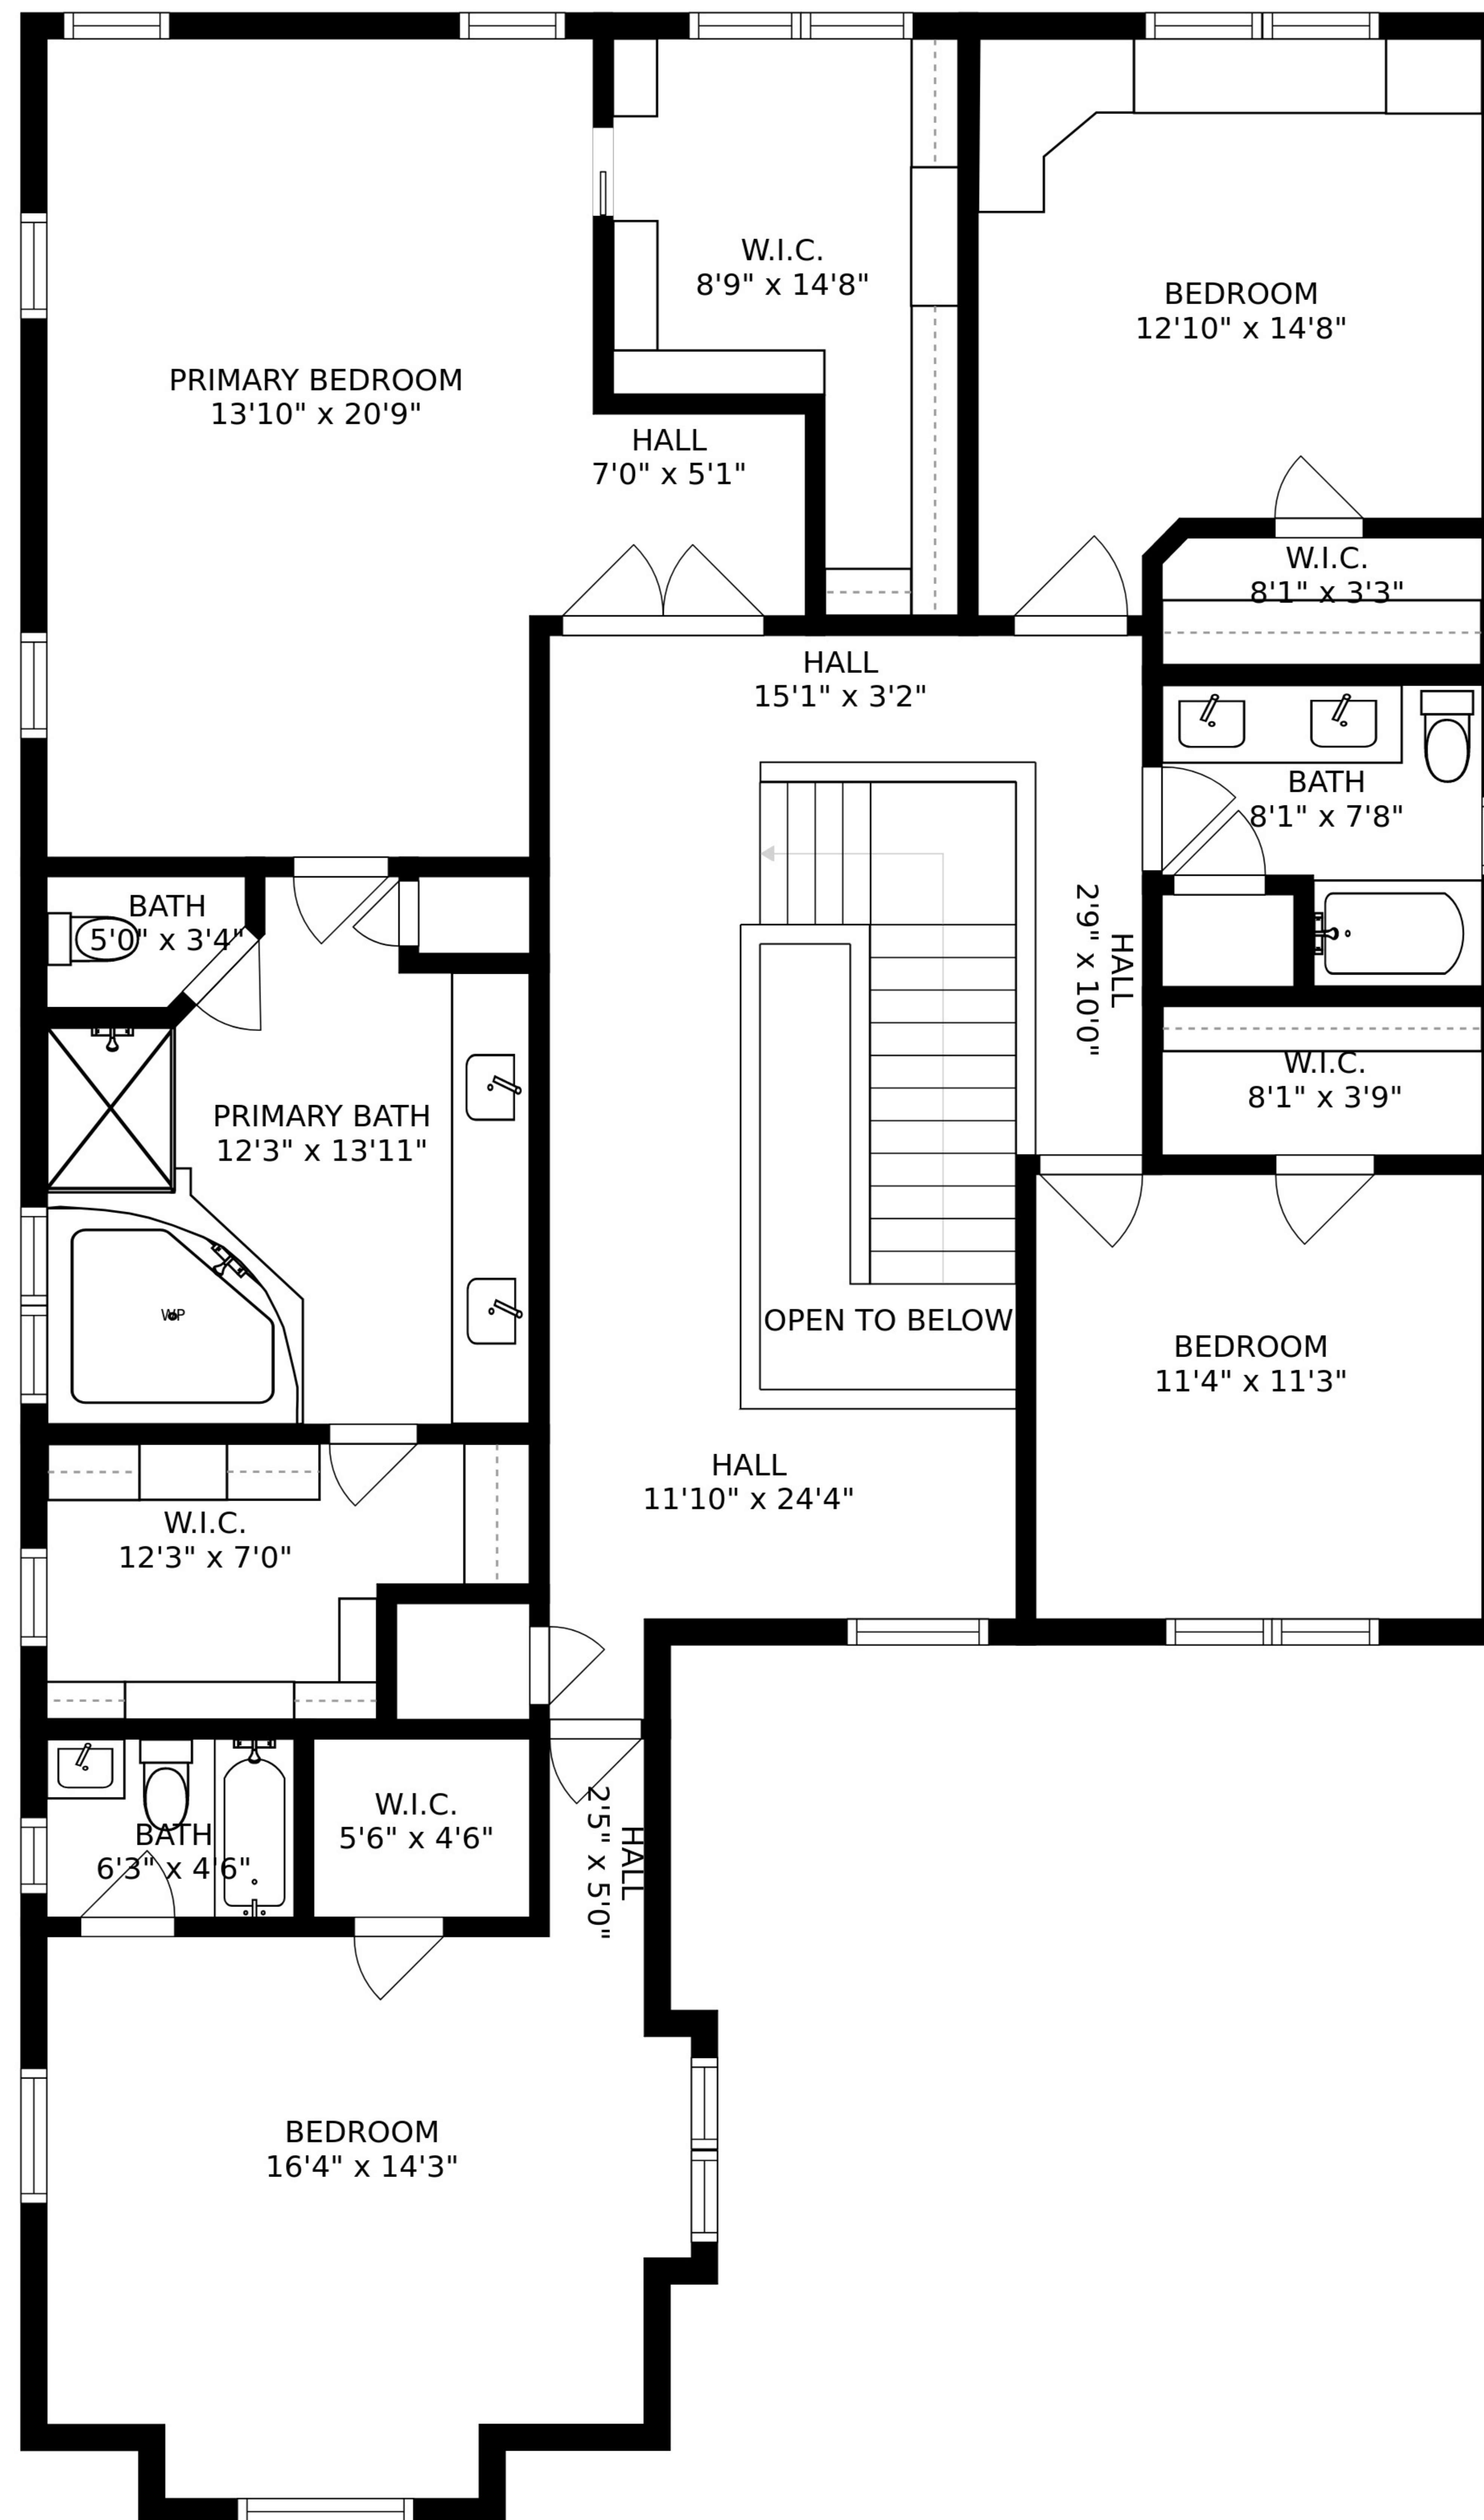 W.I.C.
8'9" x 14'8"
BEDROOM
12'10" x 14'8"
PRIMARY BEDROOM
13'10" x 20'9"
HALL
7'0" x 5'1"
W.I.C.
8'1" x 3'3"
HALL
15'1" x 3'2"
BATH
8'1" x 7'8"
BATH
5'0" x 3'4"
HALL
2'9" x 10'0"
W.I.C.
8'1" x 3'9"
PRIMARY BATH
12'3" x 13'11"
WP
OPEN TO BELOW
BEDROOM
11'4" x 11'3"
HALL
11'10" x 24'4"
W.I.C.
12'3" x 7'0"
W.I.C.
5'6" x 4'6"
BATH
6'3" x 4'6"
HALL
2'5" x 5'0"
BEDROOM
16'4" x 14'3"